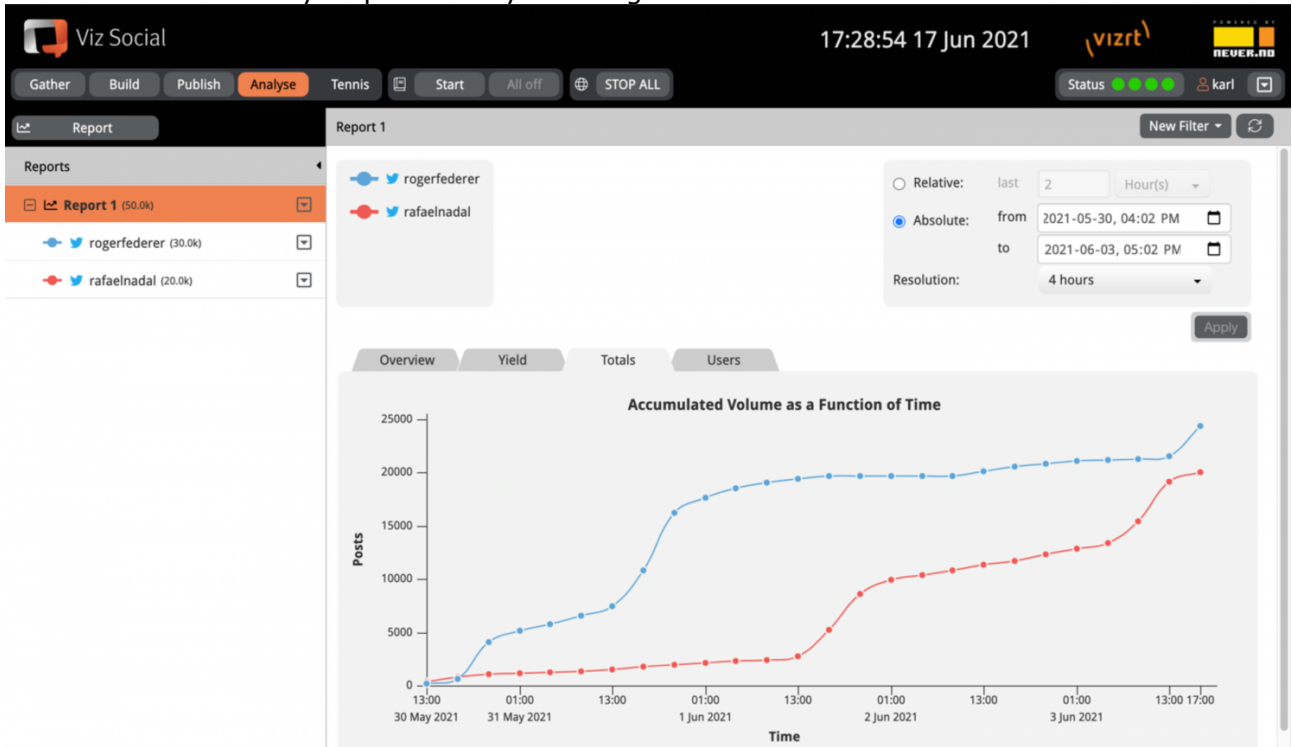 Viz Social
17:28:54 17 Jun 2021
vizrt
POWERED BY
NEVER.NO
Gather Build Publish Analyse Tennis Start All off STOP ALL Status karl
Report
Report 1
New Filter
Reports
Report 1 (50.0k)
rogerfederer (30.0k)
rafaelnadal (20.0k)
rogerfederer
rafaelnadal
Relative: last 2 Hour(s)
Absolute: from 2021-05-30, 04:02 PM
to 2021-06-03, 05:02 PM
Resolution: 4 hours
Apply
Overview Yield Totals Users
Accumulated Volume as a Function of Time
25000
20000
15000
10000
5000
0
Posts
13:00 01:00 13:00 01:00 13:00 01:00 13:00 01:00 13:00 17:00
30 May 2021 31 May 2021 1 Jun 2021 2 Jun 2021 3 Jun 2021
Time